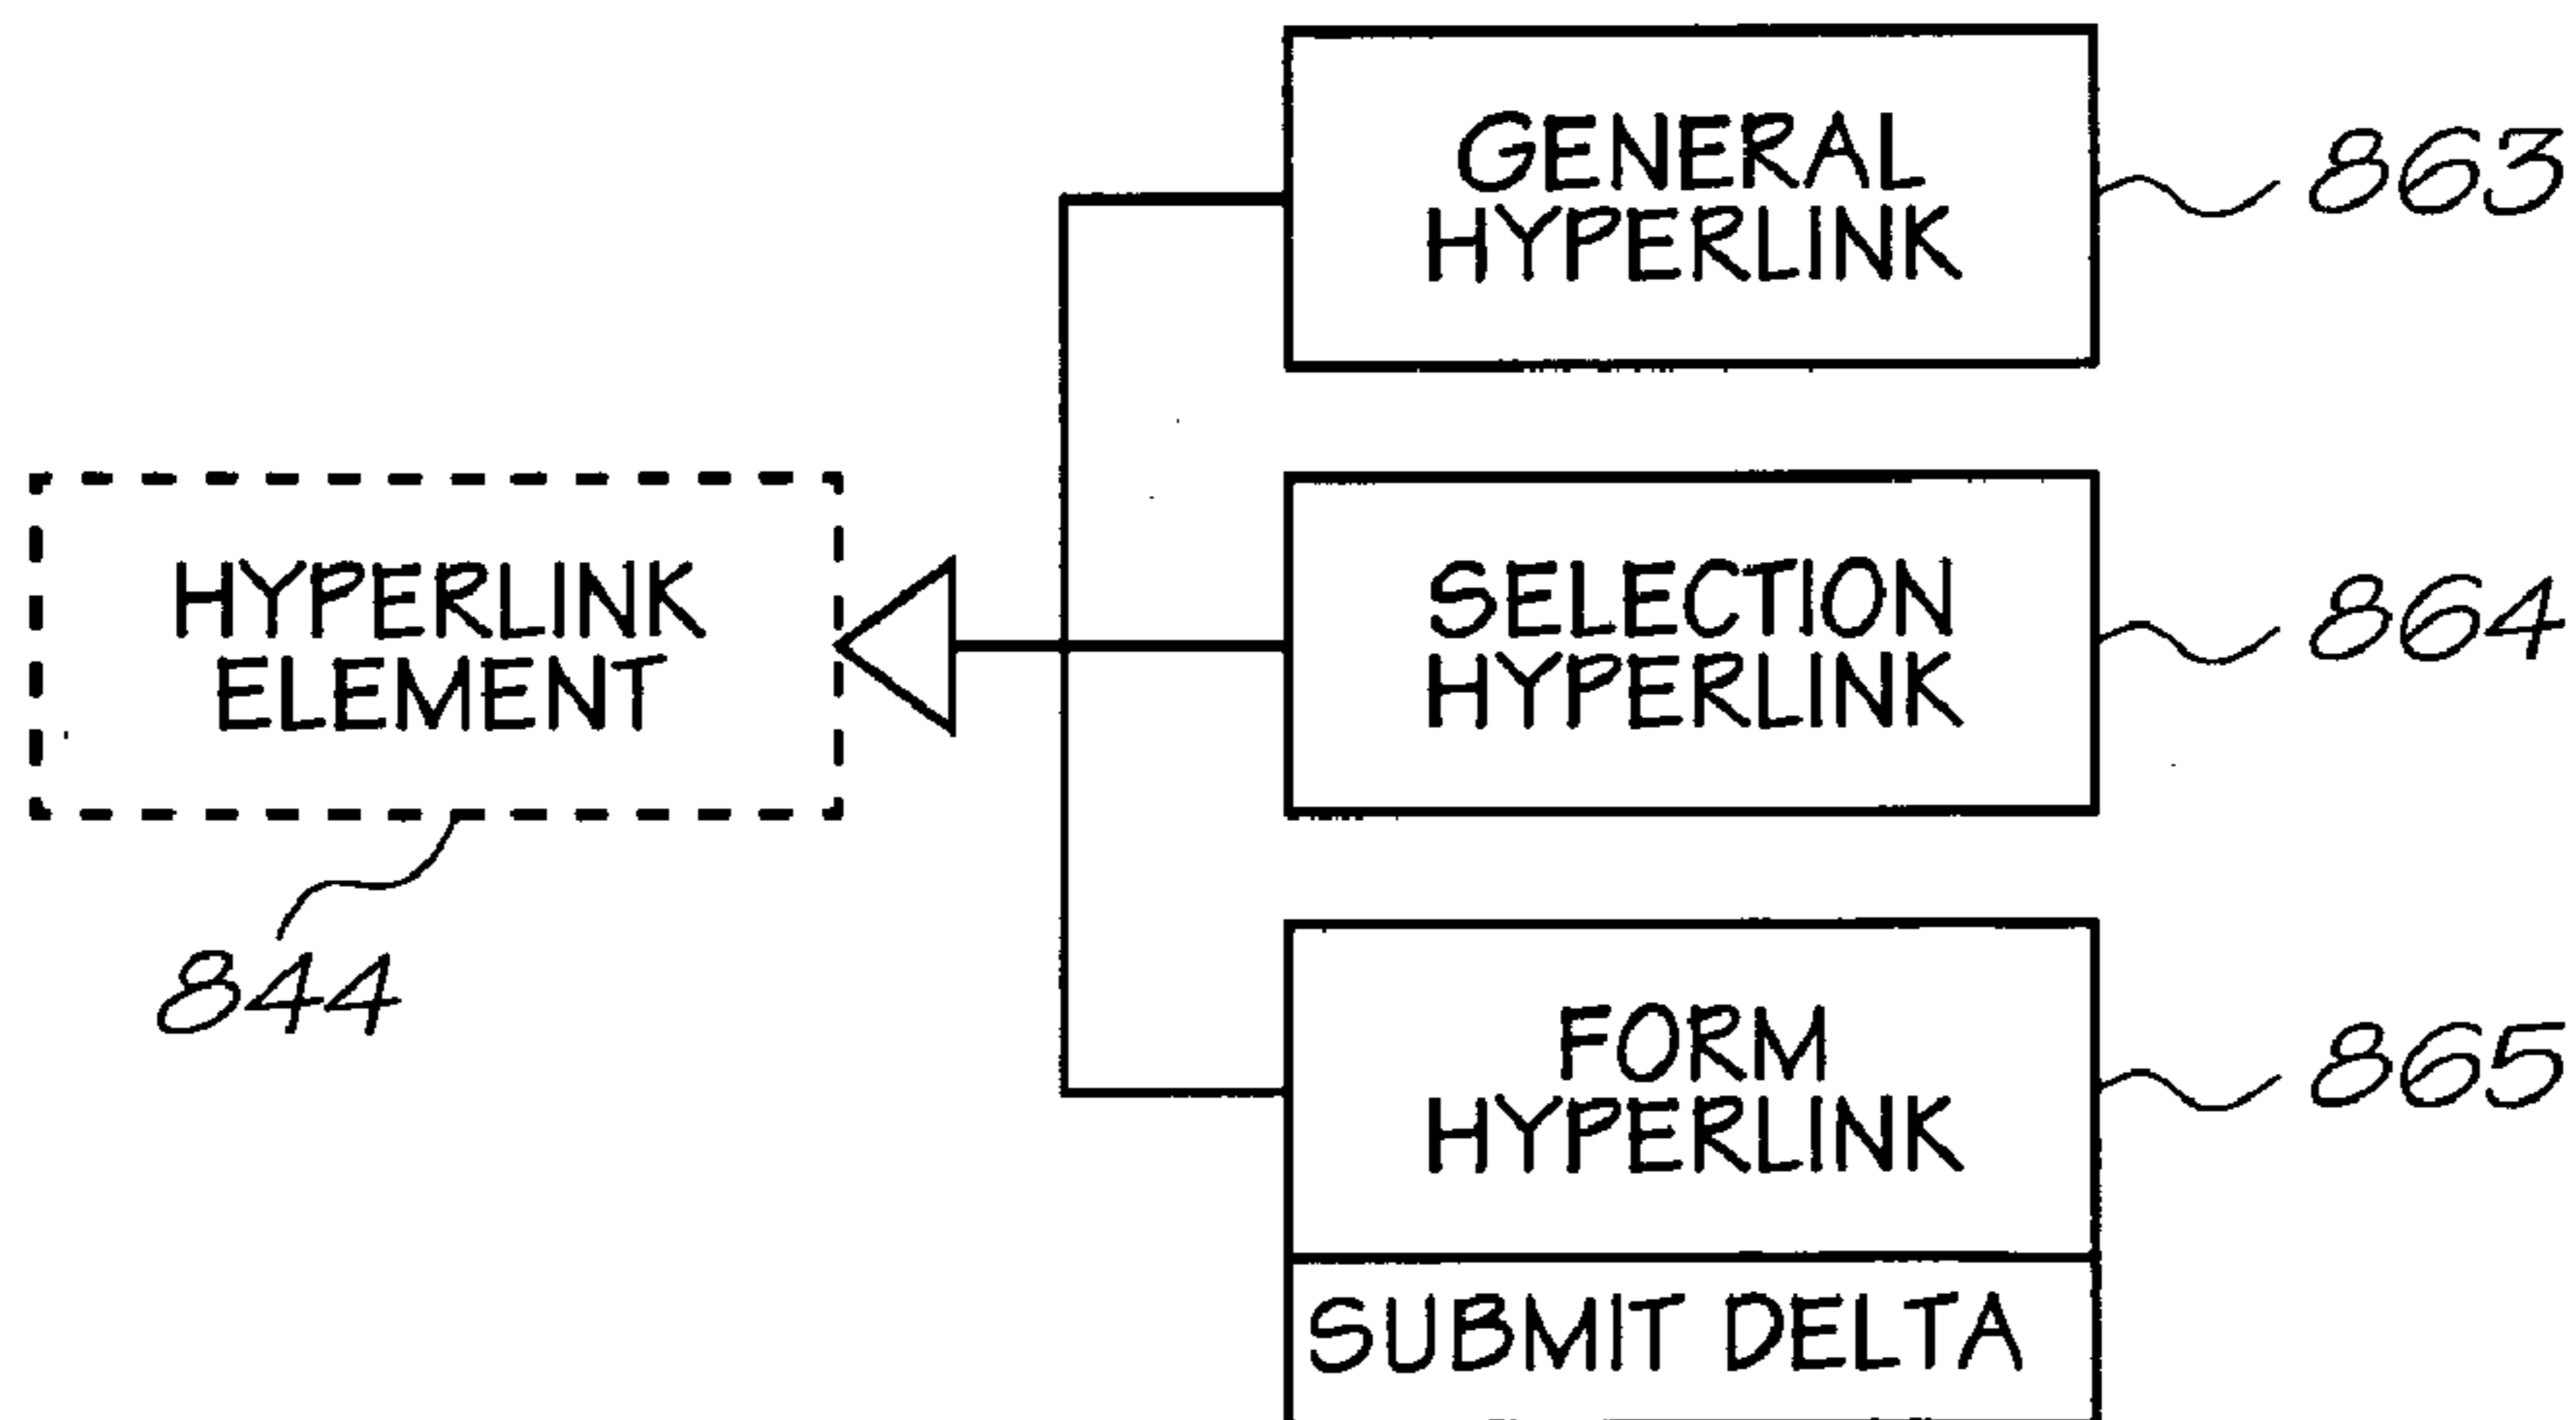 GENERAL
HYPERLINK
863
HYPERLINK
ELEMENT
844
SELECTION
HYPERLINK
864
FORM
HYPERLINK
865
SUBMIT DELTA